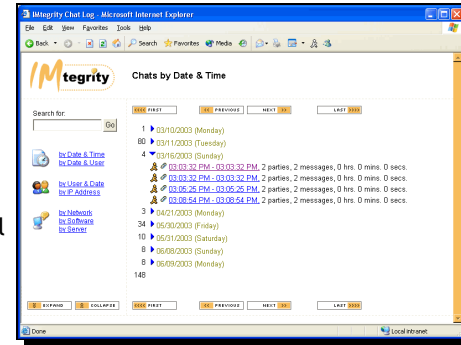 IMtegrity Chat Log - Microsoft Internet Explorer
File Edit View Favorites Tools Help
Back Search Favorites Media
IMtegrity
Chats by Date & Time
Search for:
Go
FIRST PREVIOUS NEXT LAST
1 03/10/2003 (Monday)
80 03/11/2003 (Tuesday)
4 03/16/2003 (Sunday)
03:03:32 PM - 03:03:32 PM, 2 parties, 2 messages, 0 hrs. 0 mins. 0 secs.
03:03:32 PM - 03:03:32 PM, 2 parties, 2 messages, 0 hrs. 0 mins. 0 secs.
03:05:25 PM - 03:05:25 PM, 2 parties, 2 messages, 0 hrs. 0 mins. 0 secs.
03:08:54 PM - 03:08:54 PM, 2 parties, 2 messages, 0 hrs. 0 mins. 0 secs.
3 04/21/2003 (Monday)
34 05/30/2003 (Friday)
10 05/31/2003 (Saturday)
8 06/08/2003 (Sunday)
8 06/09/2003 (Monday)
148
by Date & Time
by Date & User
by User & Date
by IP Address
by Network
by Software
by Server
l
EXPAND COLLAPSE FIRST PREVIOUS NEXT LAST
Done Local intranet